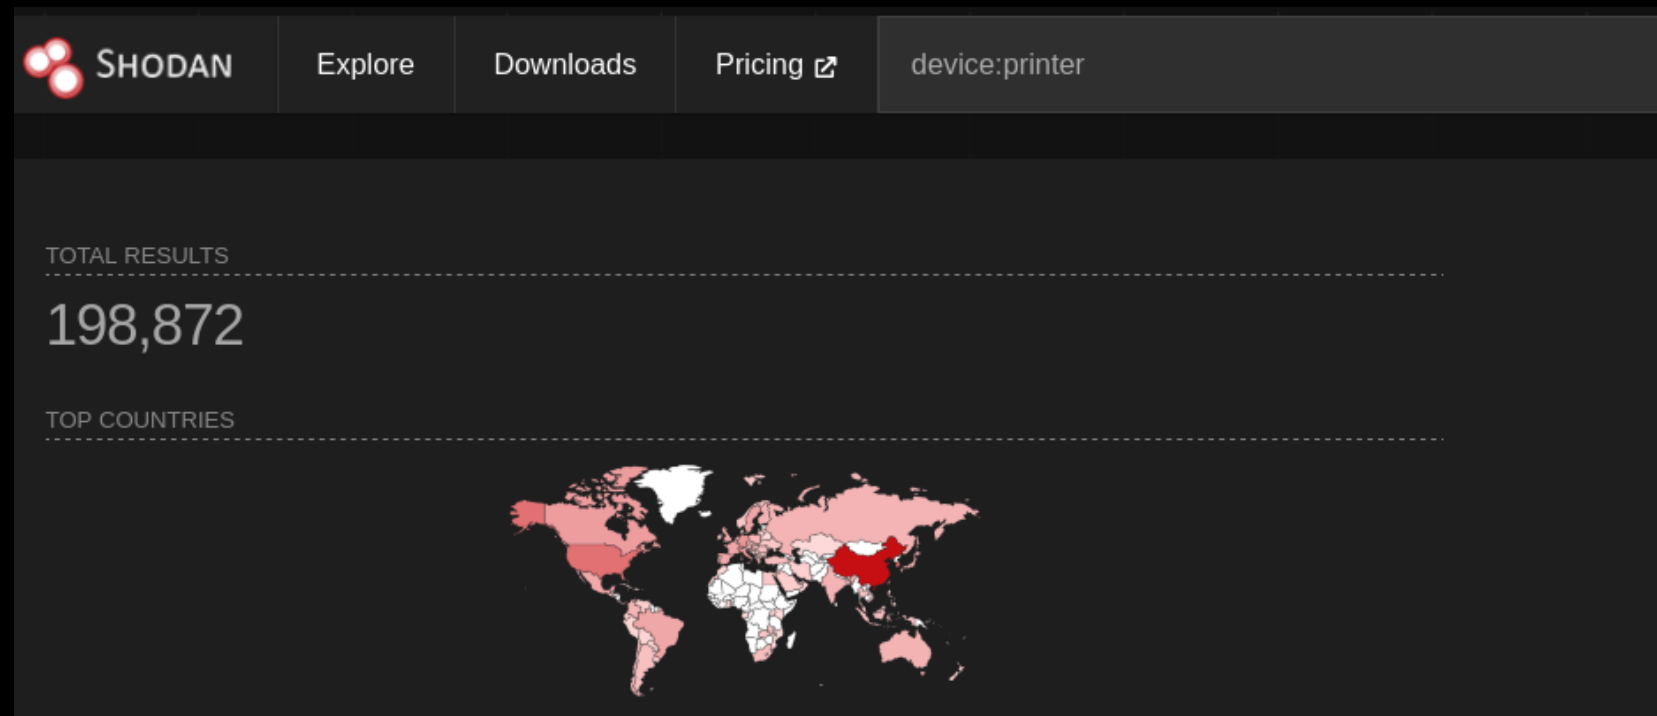 SHODAN Explore Downloads Pricing device:printer
TOTAL RESULTS
198,872
TOP COUNTRIES